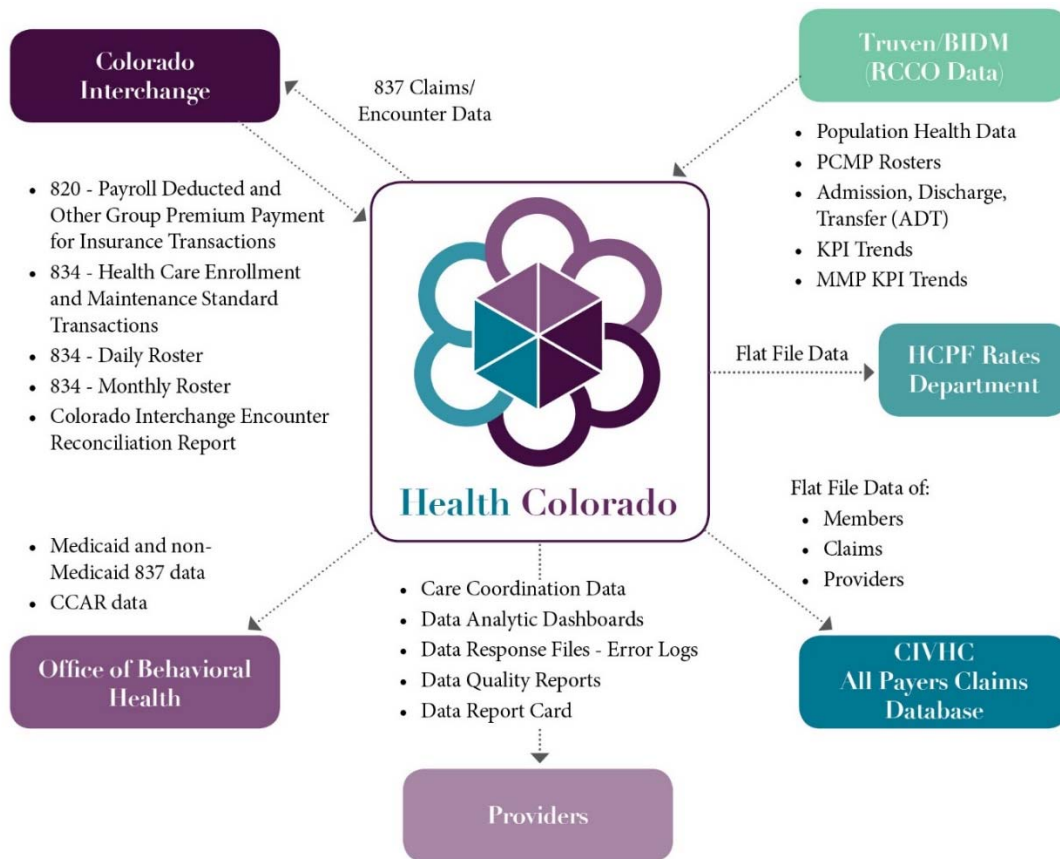 Colorado
Interchange
837 Claims/
Encounter Data
Truven/BIDM
(RCCO Data)
• Population Health Data
• PCMP Rosters
• Admission, Discharge,
Transfer (ADT)
• KPI Trends
• MMP KPI Trends
• 820 - Payroll Deducted and
Other Group Premium Payment
for Insurance Transactions
• 834 - Health Care Enrollment
and Maintenance Standard
Transactions
• 834 - Daily Roster
• 834 - Monthly Roster
• Colorado Interchange Encounter
Reconciliation Report
Health Colorado
Flat File Data
HCPF Rates
Department
Flat File Data of:
• Members
• Claims
• Providers
• Medicaid and non-
Medicaid 837 data
• CCAR data
Office of Behavioral
Health
• Care Coordination Data
• Data Analytic Dashboards
• Data Response Files - Error Logs
• Data Quality Reports
• Data Report Card
CIVHC
All Payers Claims
Database
Providers